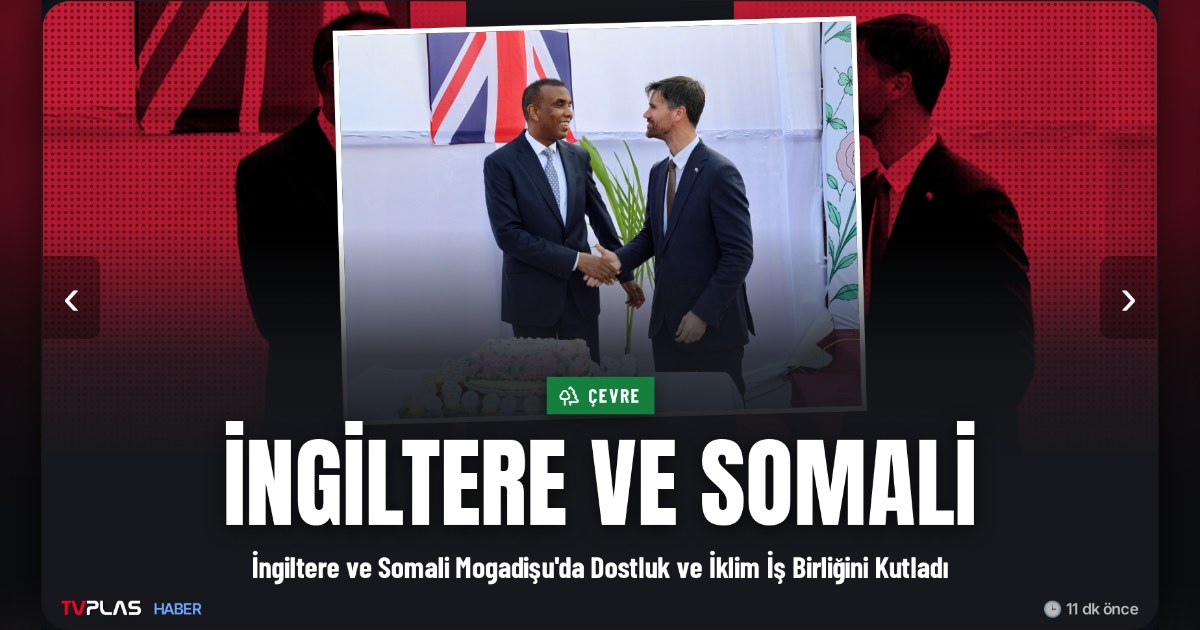 ÇEVRE
İNGİLTERE VE SOMALİ
İngiltere ve Somali Mogadişu'da Dostluk ve İklim İş Birliğini Kutladı
TVPLAS HABER
11 dk önce